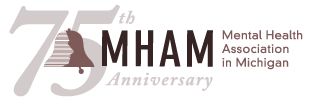 75th
MHAM
Mental Health
Association
in Michigan
Anniversary